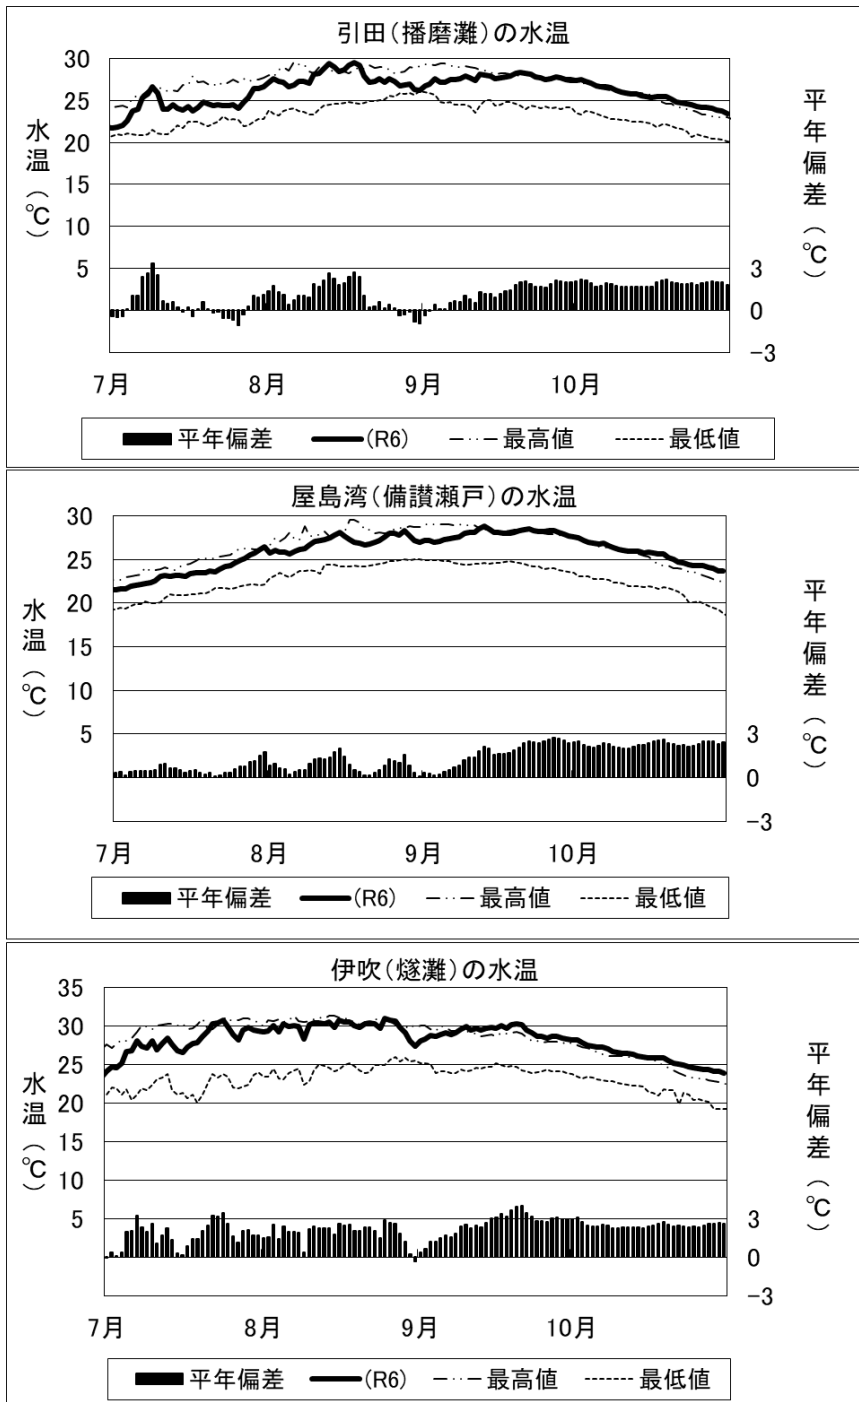 引田（播磨灘）の水温
30
25
20
15
10
5
水温（℃）
平年偏差（℃）
3
0
−3
7月 8月 9月 10月
平年偏差 (R6) 最高値 最低値
屋島湾（備讃瀬戸）の水温
30
25
20
15
10
5
水温（℃）
平年偏差（℃）
3
0
−3
7月 8月 9月 10月
平年偏差 (R6) 最高値 最低値
伊吹（燧灘）の水温
35
30
25
20
15
10
5
水温（℃）
平年偏差（℃）
3
0
−3
7月 8月 9月 10月
平年偏差 (R6) 最高値 最低値